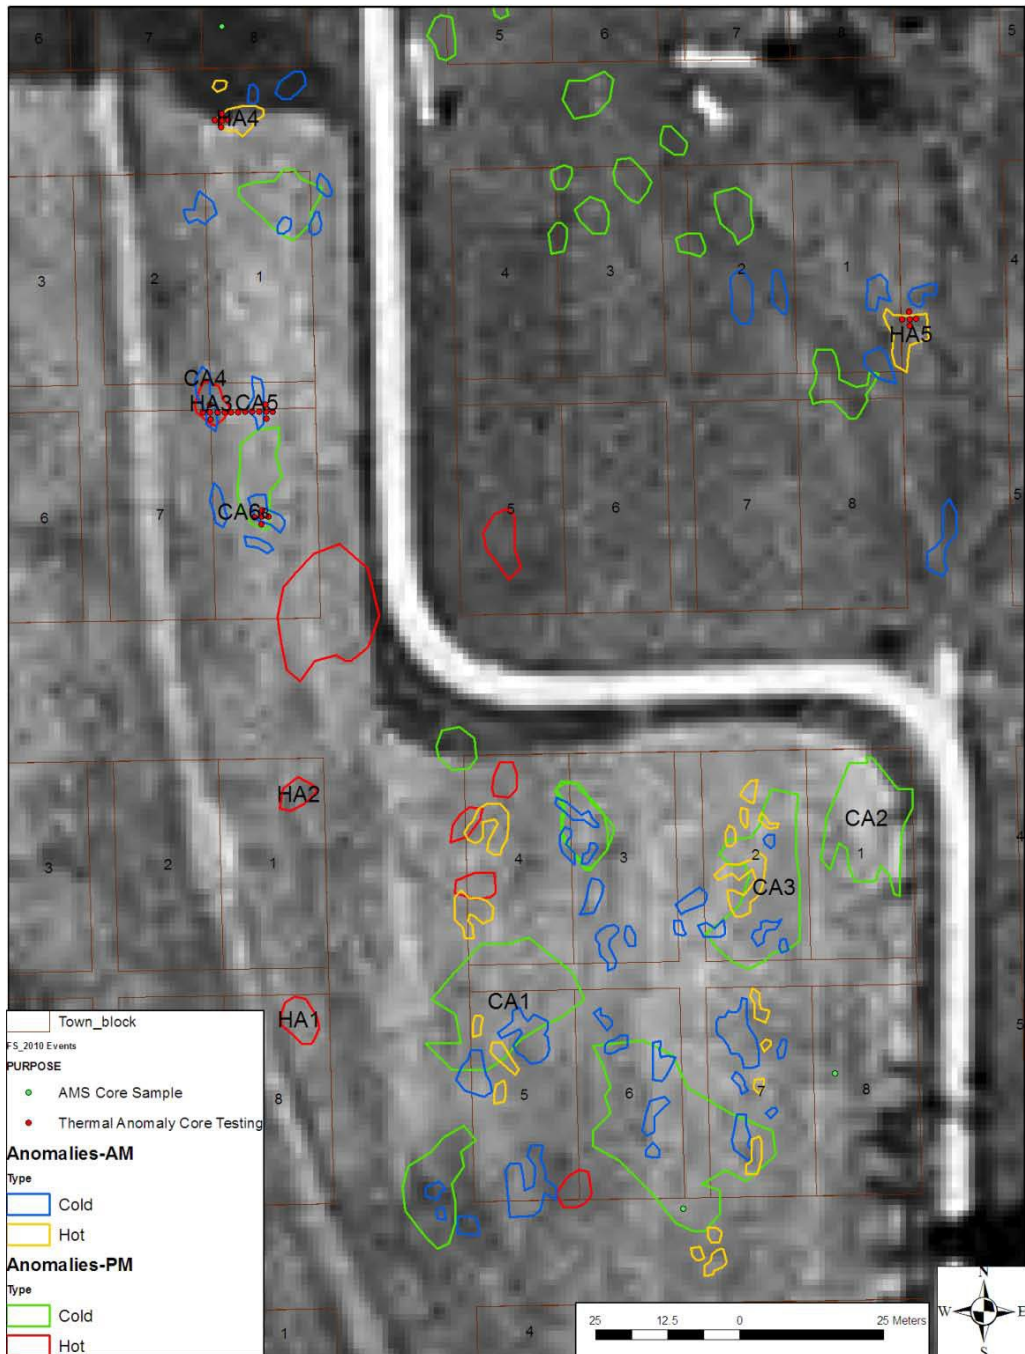 6 7 8 5 6 7 8 5
HA4
3 2 1 4 3 2 1 4
HA5
CA4
HA3 CA5
6 7 CA6 5 6 7 8 5
HA2
3 2 1 4 3 2 1 4
CA2
CA3
CA1
HA1
5
8 5 6 7 8
1 4
Town_block
FS_2010 Events
PURPOSE
AMS Core Sample
Thermal Anomaly Core Testing
Anomalies-AM
Type
Cold
Hot
Anomalies-PM
Type
Cold
Hot
25 12.5 0 25 Meters
N
W E
S